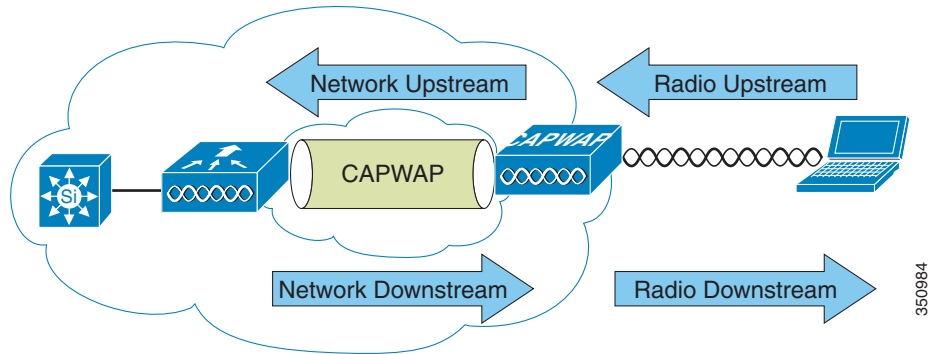 Network Upstream
Radio Upstream
CAPWAP
Si
CAPWAP
Network Downstream
Radio Downstream
350984